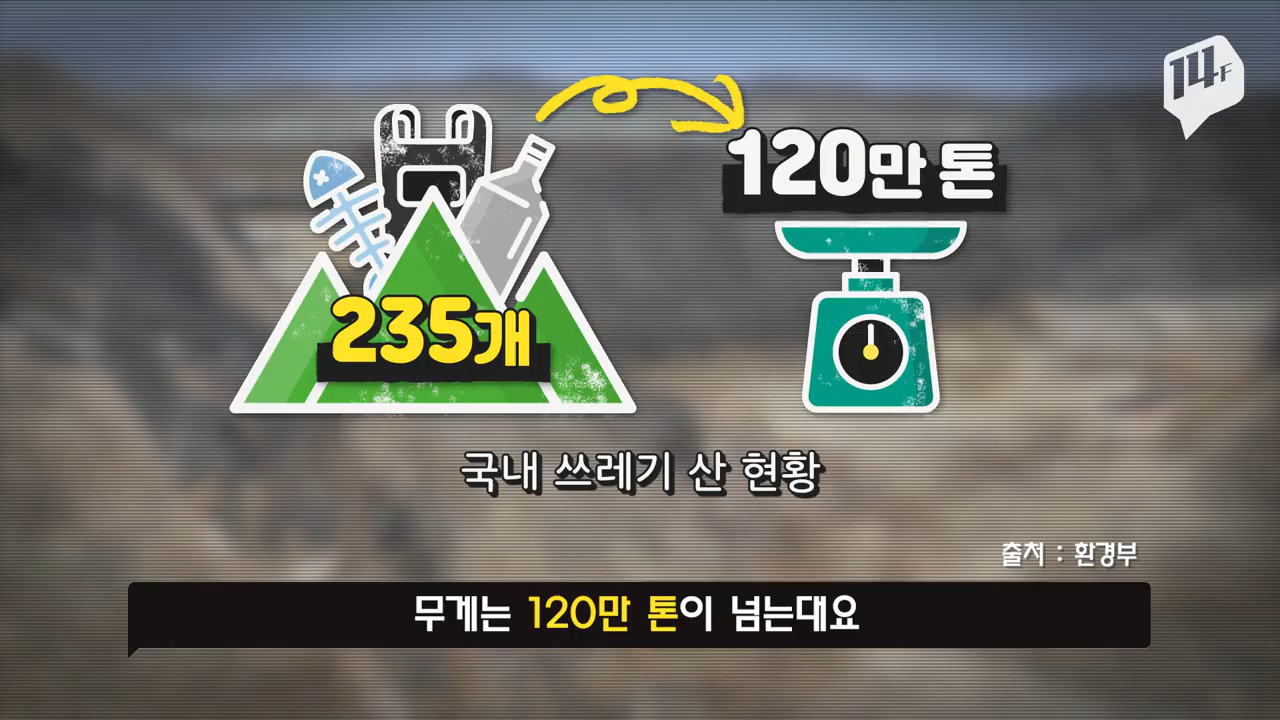 14F
120만 톤
235개
국내 쓰레기 산 현황
출처 : 환경부
무게는 120만 톤이 넘는대요